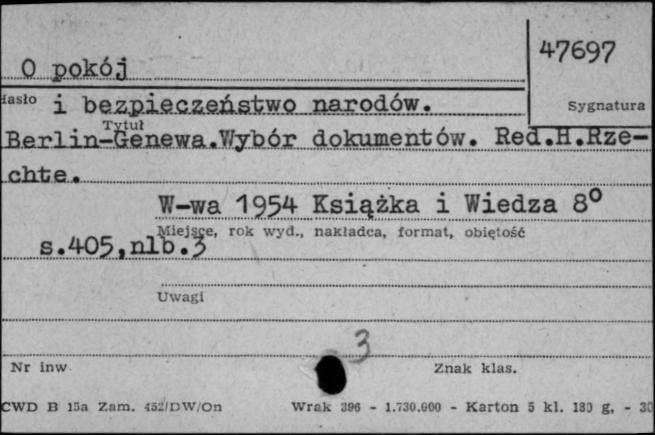 47697
O pokój
Hasło i bezpieczeństwo narodów.
Sygnatura
Tytuł
Berlin-Genewa.Wybór dokumentów. Red.H.Rze-
chte.
W-wa 1954 Książka i Wiedza 8°
Miejsce, rok wyd., nakładca, format, objętość
s.405,nlb.3
Uwagi
3
Nr inw.
Znak klas.
CWD B 15a Zam. 452/DW/On Wrak 396 - 1.730.000 - Karton 5 kl. 180 g. - 30